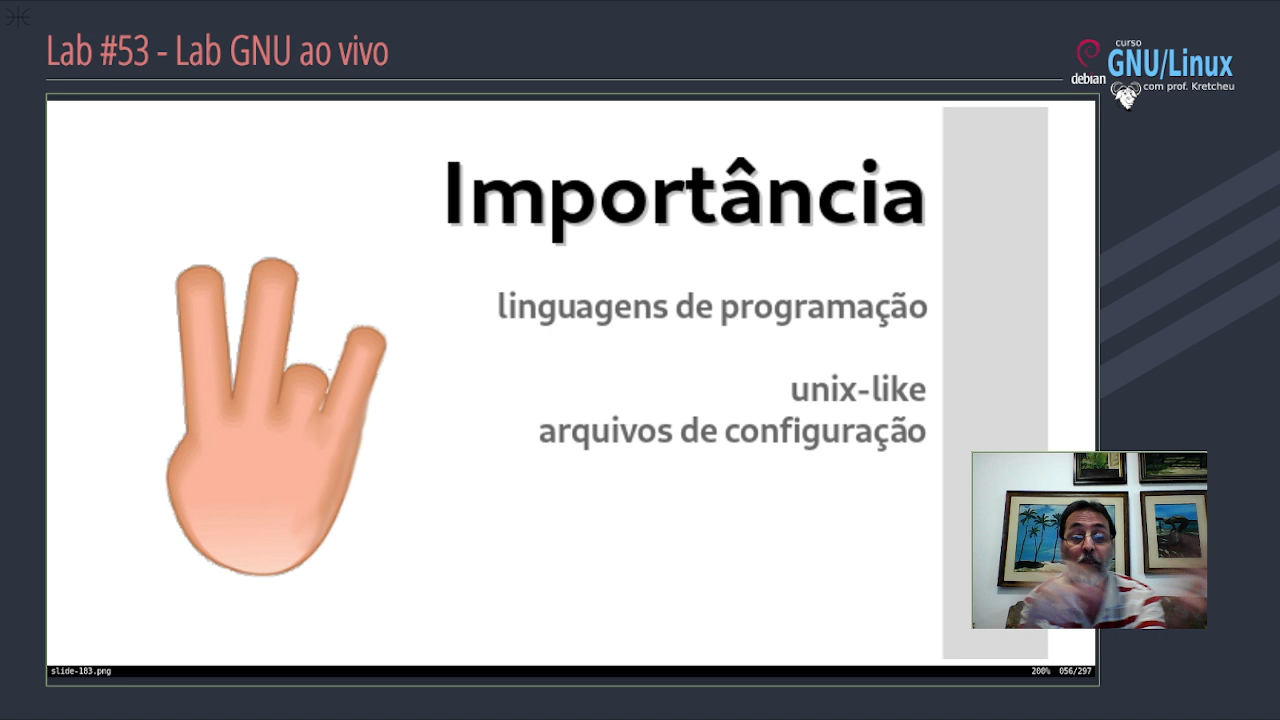 Lab #53 - Lab GNU ao vivo
curso
debian
GNU/Linux
com prof. Kretcheu
Importância
linguagens de programação
unix-like
arquivos de configuração
slide-183.png
200% 056/297